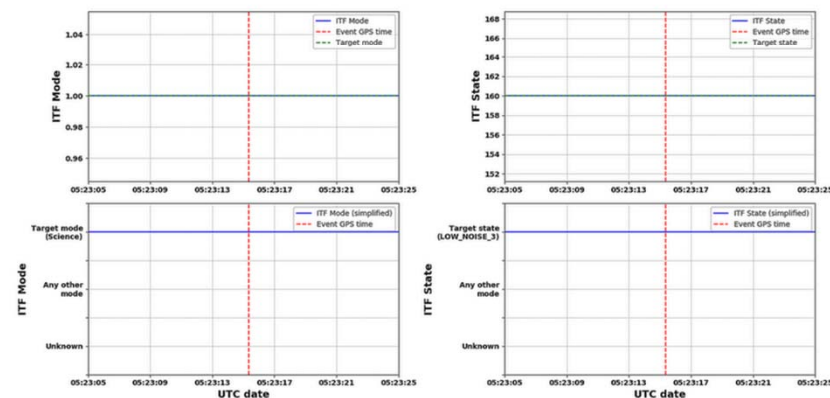 1.04
1.02
1.00
0.98
0.96
ITF Mode
ITF Mode
Event GPS time
Target mode
05:23:05 05:23:09 05:23:13 05:23:17 05:23:21 05:23:25
168
166
164
162
160
158
156
154
152
ITF State
ITF State
Event GPS time
Target state
05:23:05 05:23:09 05:23:13 05:23:17 05:23:21 05:23:25
Target mode
(Science)
Any other
mode
Unknown
ITF Mode
ITF Mode (simplified)
Event GPS time
05:23:05 05:23:09 05:23:13 05:23:17 05:23:21 05:23:25
UTC date
Target state
(LOW_NOISE_3)
Any other
mode
Unknown
ITF State
ITF State (simplified)
Event GPS time
05:23:05 05:23:09 05:23:13 05:23:17 05:23:21 05:23:25
UTC date